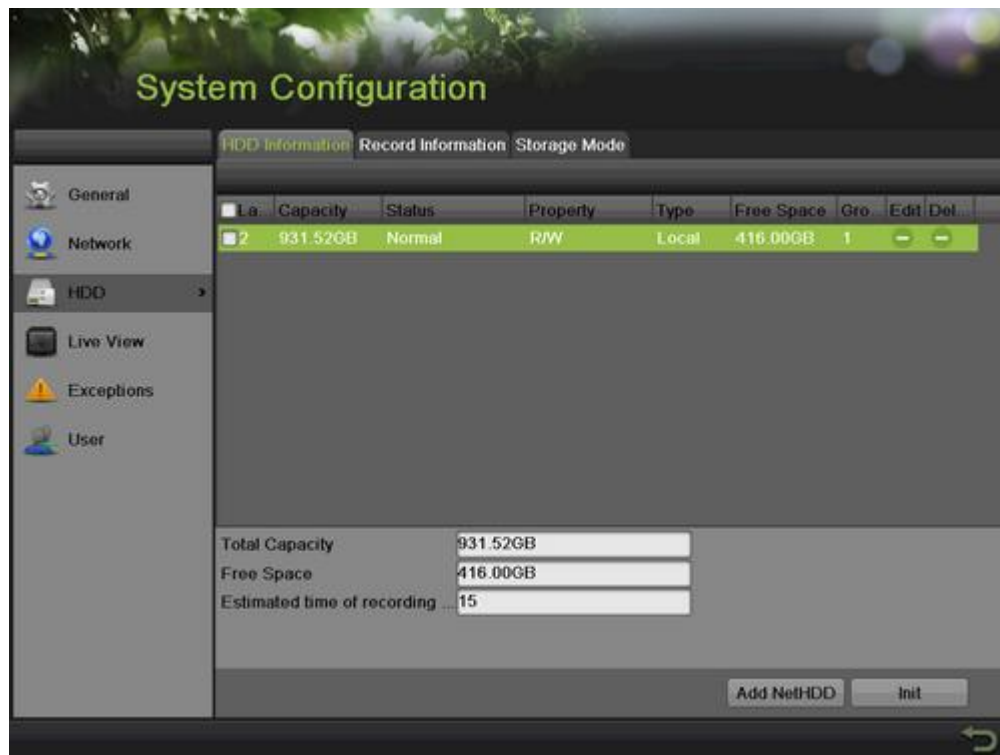 System Configuration
HDD Information Record Information Storage Mode
General
Network
HDD
Live View
Exceptions
User
La... Capacity Status Property Type Free Space Gro... Edit Del...
2 931.52GB Normal R/W Local 416.00GB 1
Total Capacity 931.52GB
Free Space 416.00GB
Estimated time of recording ... 15
Add NetHDD Init